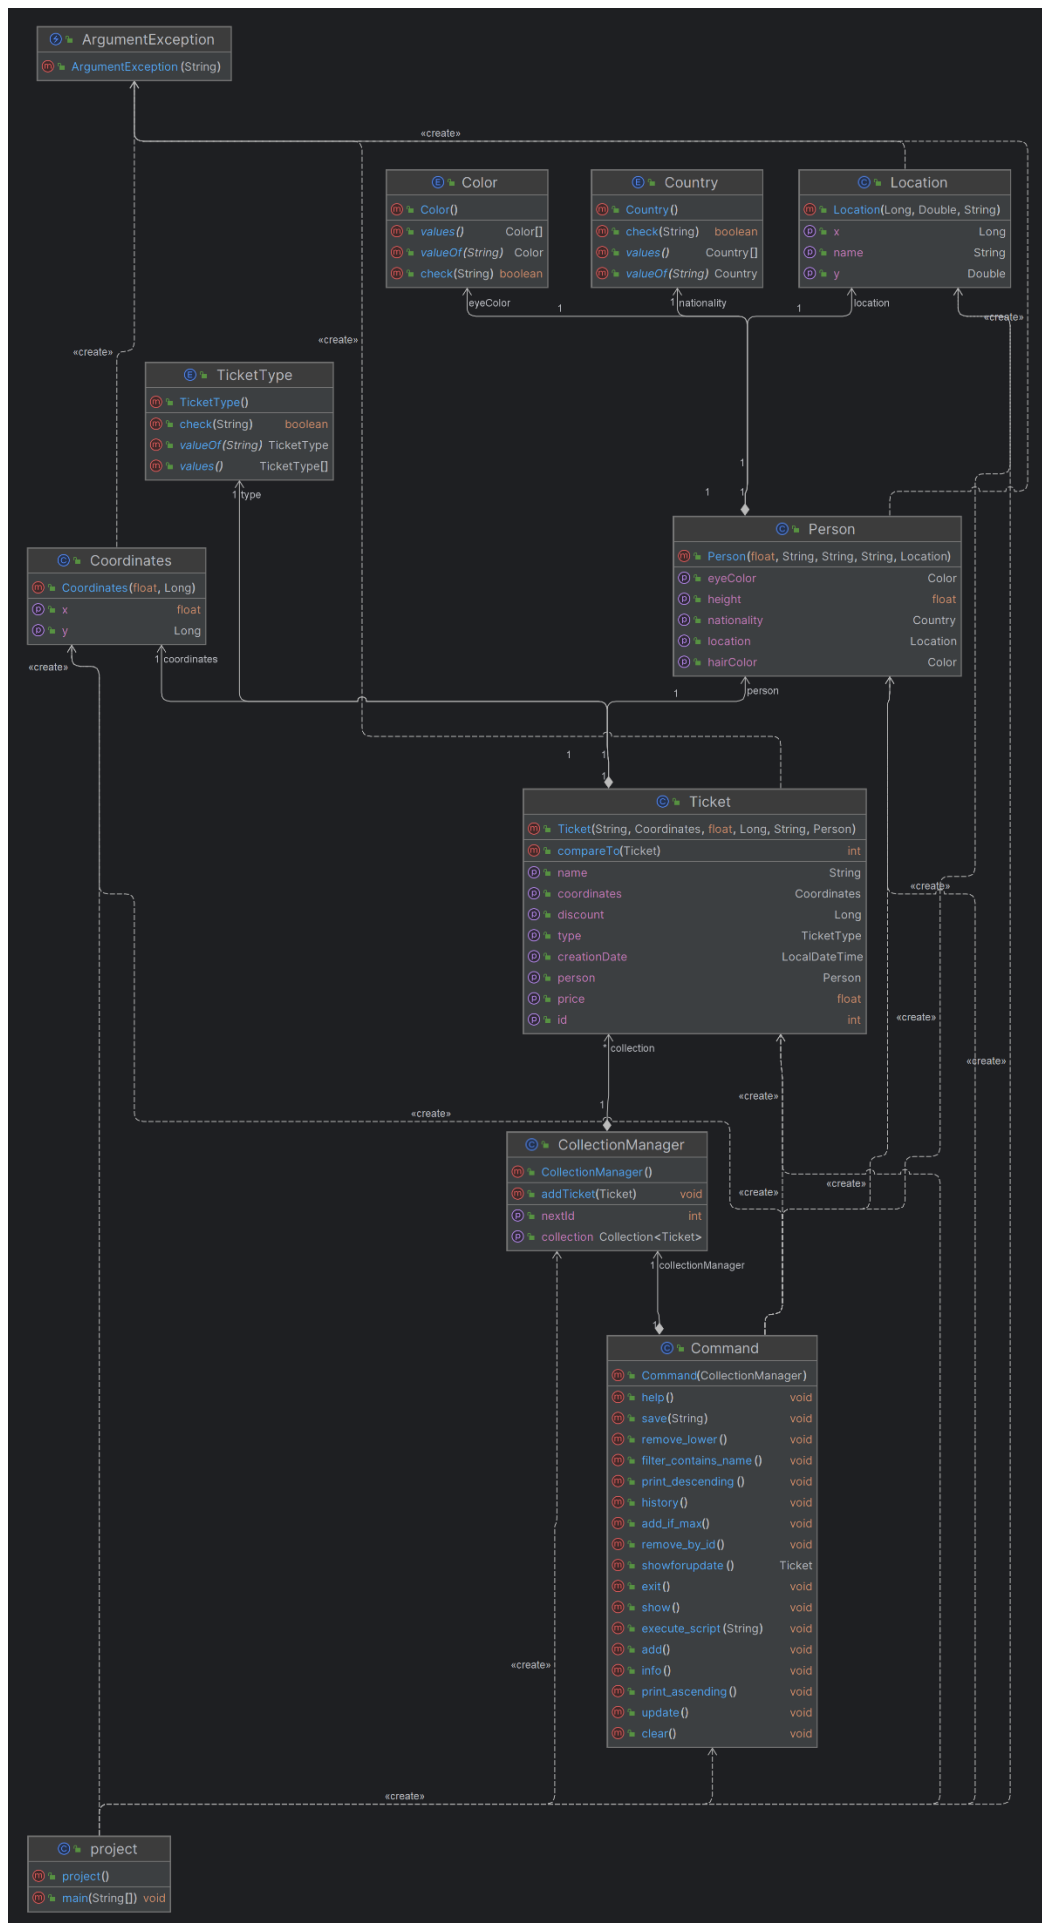 ArgumentException
ArgumentException(String)
«create»
Color
Color()
values() Color[]
valueOf(String) Color
check(String) boolean
Country
Country()
check(String) boolean
values() Country[]
valueOf(String) Country
Location
Location(Long, Double, String)
x Long
name String
y Double
eyeColor
1
1 nationality
1
location
«create»
«create»
«create»
TicketType
TicketType()
check(String) boolean
valueOf(String) TicketType
values() TicketType[]
1 type
1
1
1
Person
Person(float, String, String, String, Location)
eyeColor Color
height float
nationality Country
location Location
hairColor Color
Coordinates
Coordinates(float, Long)
x float
y Long
«create»
1 coordinates
1
person
1
1
1
Ticket
Ticket(String, Coordinates, float, Long, String, Person)
compareTo(Ticket) int
name String
coordinates Coordinates
discount Long
type TicketType
creationDate LocalDateTime
person Person
price float
id int
«create»
«create»
* collection
«create»
«create»
1
«create»
CollectionManager
CollectionManager()
addTicket(Ticket) void
nextId int
collection Collection<Ticket>
«create»
«create»
1 collectionManager
1
Command
Command(CollectionManager)
help() void
save(String) void
remove_lower() void
filter_contains_name() void
print_descending() void
history() void
add_if_max() void
remove_by_id() void
showforupdate() Ticket
exit() void
show() void
execute_script(String) void
add() void
info() void
print_ascending() void
update() void
clear() void
«create»
«create»
project
project()
main(String[]) void